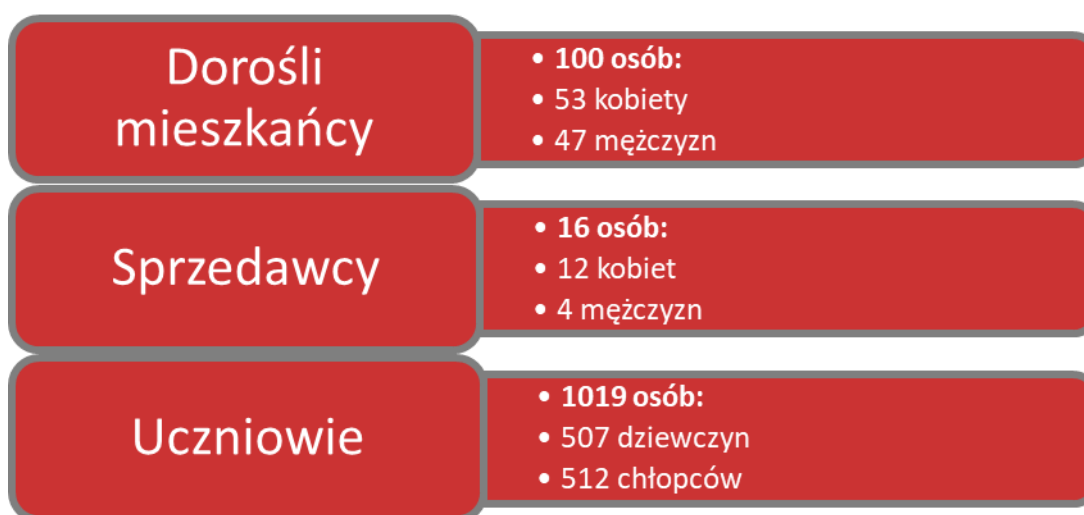 Dorośli
mieszkańcy
• 100 osób:
• 53 kobiety
• 47 mężczyzn
Sprzedawcy
• 16 osób:
• 12 kobiet
• 4 mężczyzn
Uczniowie
• 1019 osób:
• 507 dziewczyn
• 512 chłopców